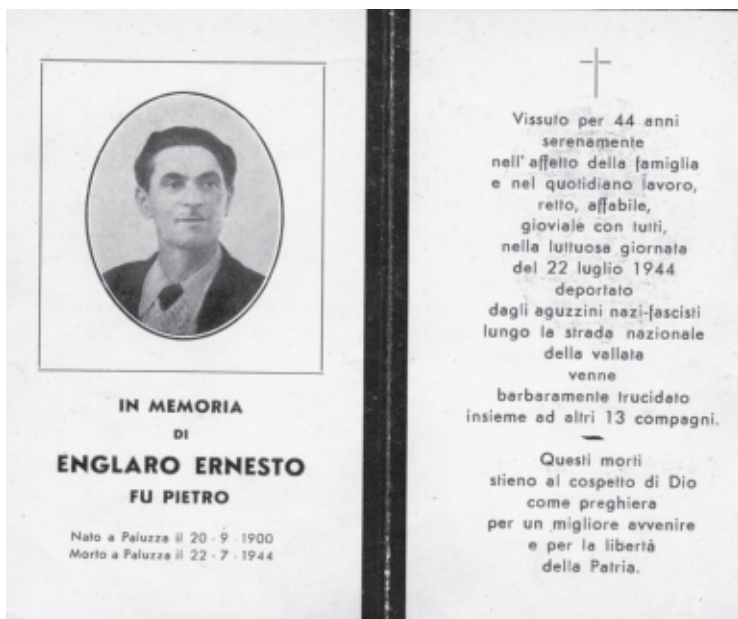 IN MEMORIA
DI
ENGLARO ERNESTO
FU PIETRO
Nato a Paluzza il 20 - 9 - 1900
Morto a Paluzza il 22 - 7 - 1944
Vissuto per 44 anni
serenamente
nell' affetto della famiglia
e nel quotidiano lavoro,
retto, affabile,
gioviale con tutti,
nella luttuosa giornata
del 22 luglio 1944
deportato
dagli aguzzini nazi-fascisti
lungo la strada nazionale
della vallata
venne
barbaramente trucidato
insieme ad altri 13 compagni.
Questi morti
stieno al cospetto di Dio
come preghiera
per un migliore avvenire
e per la libertà
della Patria.